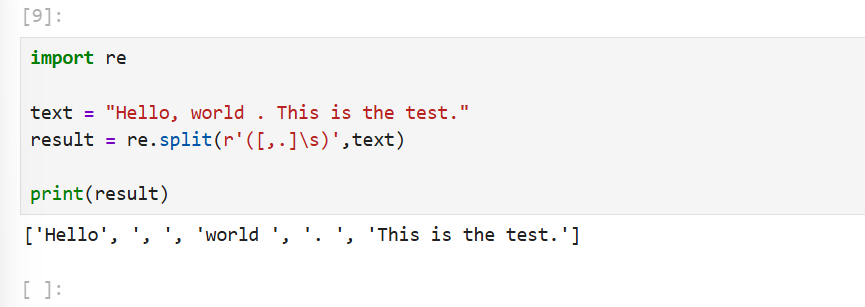 [9]:
import re
text = "Hello, world . This is the test."
result = re.split(r'([,.]\s)',text)
print(result)
['Hello', ', ', 'world ', '. ', 'This is the test.']
[ ]: